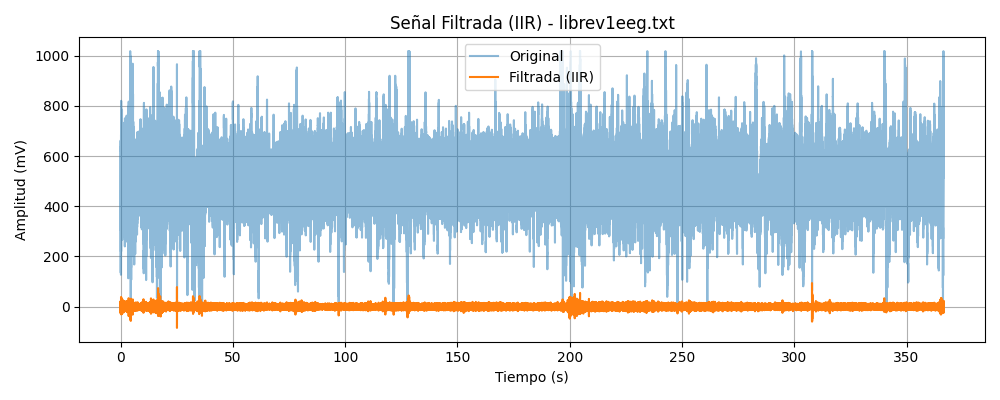 Señal Filtrada (IIR) - librev1eeg.txt
Original
Filtrada (IIR)
Amplitud (mV)
1000
800
600
400
200
0
0 50 100 150 200 250 300 350
Tiempo (s)